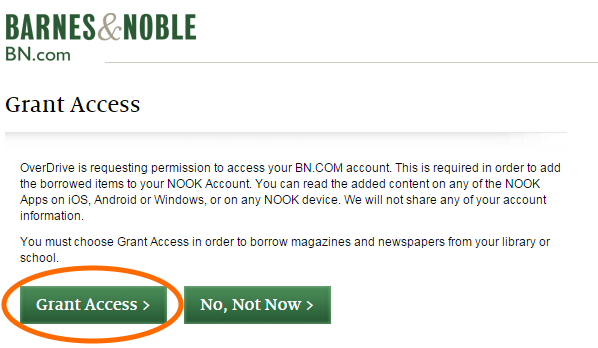 BARNES&NOBLE
BN.com
Grant Access
OverDrive is requesting permission to access your BN.COM account. This is required in order to add
the borrowed items to your NOOK Account. You can read the added content on any of the NOOK
Apps on iOS, Android or Windows, or on any NOOK device. We will not share any of your account
information.
You must choose Grant Access in order to borrow magazines and newspapers from your library or
school.
Grant Access > No, Not Now >